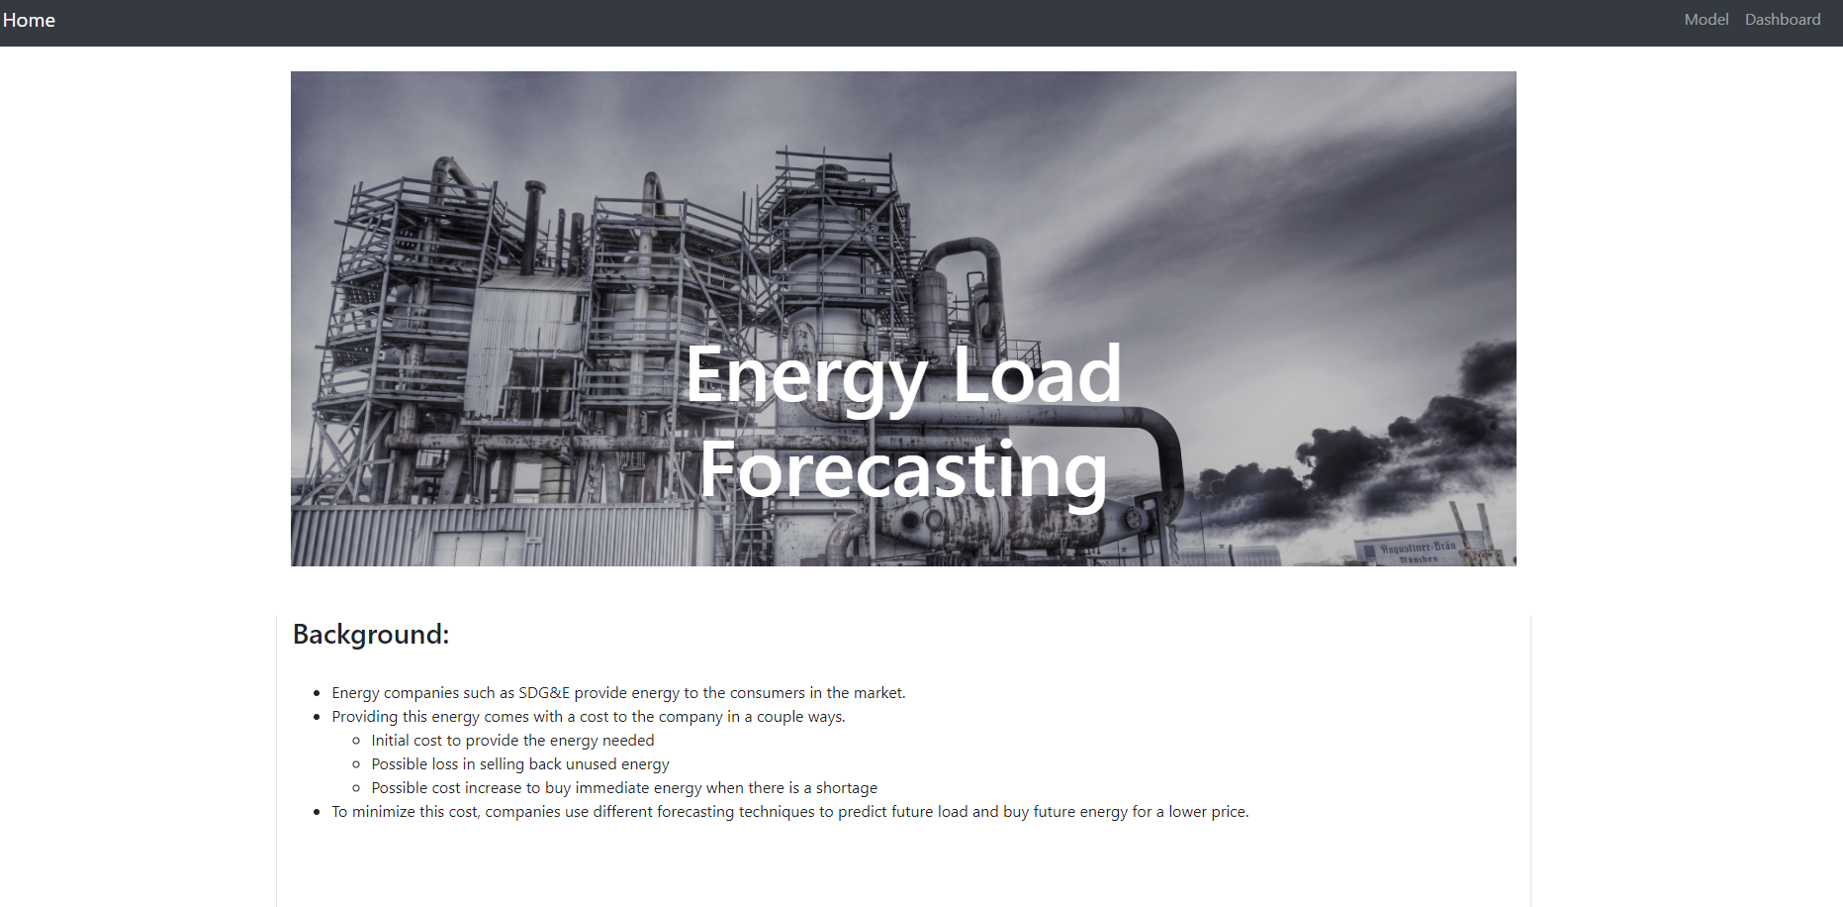 Home
Model Dashboard
Energy Load
Forecasting
Augustiner-Bräu
München
Background:
Energy companies such as SDG&E provide energy to the consumers in the market.
Providing this energy comes with a cost to the company in a couple ways.
Initial cost to provide the energy needed
Possible loss in selling back unused energy
Possible cost increase to buy immediate energy when there is a shortage
To minimize this cost, companies use different forecasting techniques to predict future load and buy future energy for a lower price.